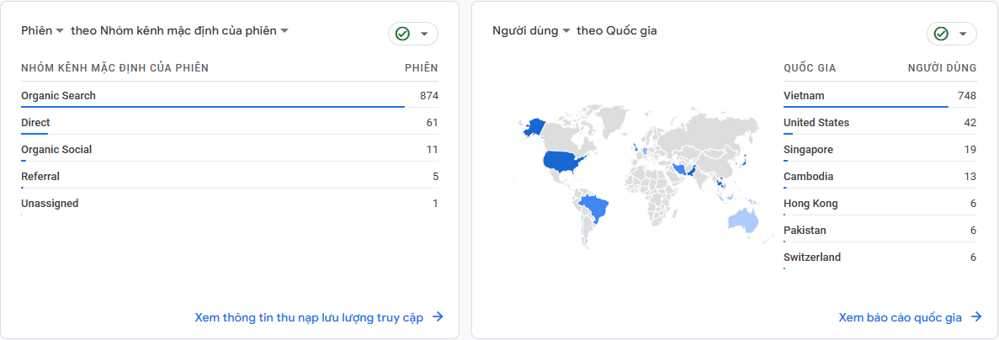 Phiên theo Nhóm kênh mặc định của phiên
NHÓM KÊNH MẶC ĐỊNH CỦA PHIÊN PHIÊN
Organic Search 874
Direct 61
Organic Social 11
Referral 5
Unassigned 1
Xem thông tin thu nạp lưu lượng truy cập
Người dùng theo Quốc gia
QUỐC GIA NGƯỜI DÙNG
Vietnam 748
United States 42
Singapore 19
Cambodia 13
Hong Kong 6
Pakistan 6
Switzerland 6
Xem báo cáo quốc gia